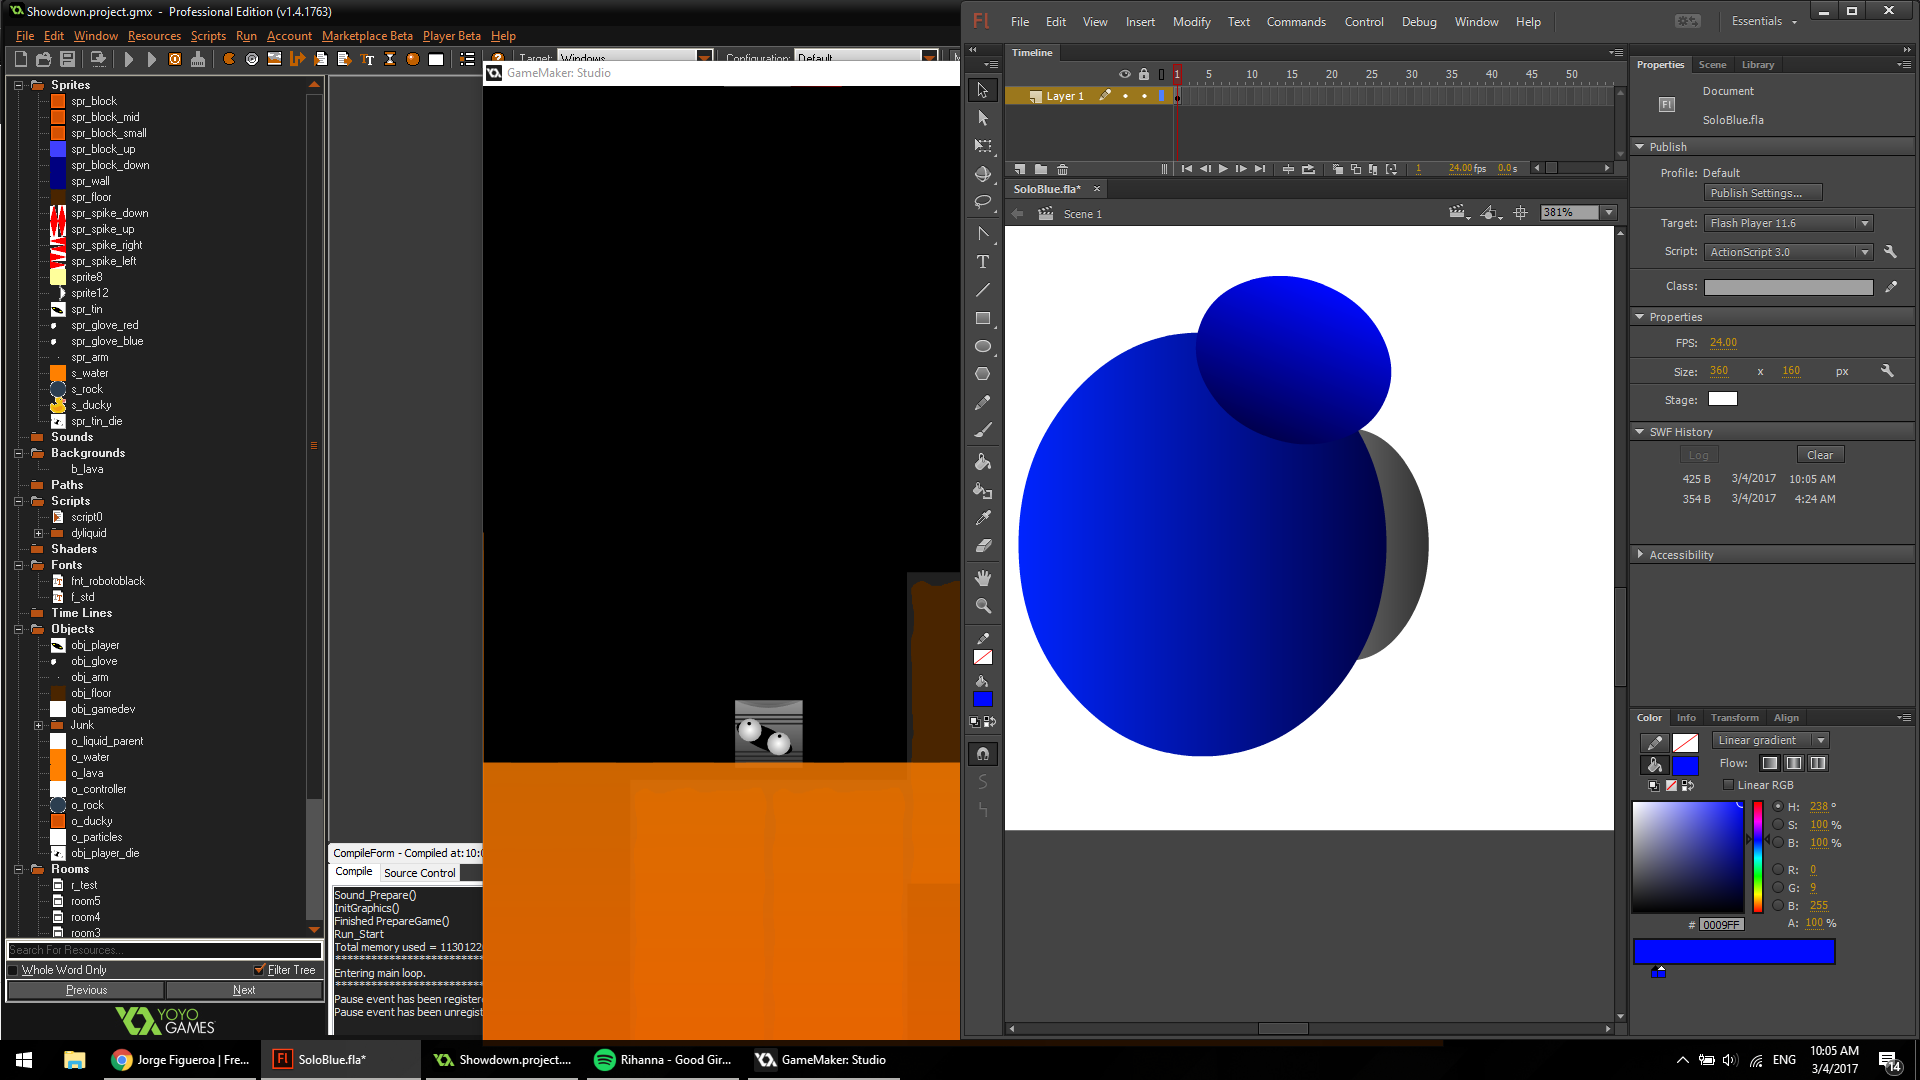 Showdown.project.gmx - Professional Edition (v1.4.1763)
File Edit Window Resources Scripts Run Account Marketplace Beta Player Beta Help
Target: Windows Configuration: Default
Sprites
spr_block
spr_block_mid
spr_block_small
spr_block_up
spr_block_down
spr_wall
spr_floor
spr_spike_down
spr_spike_up
spr_spike_right
spr_spike_left
sprite8
sprite12
spr_tin
spr_glove_red
spr_glove_blue
spr_arm
s_water
s_rock
s_ducky
spr_tin_die
Sounds
Backgrounds
b_lava
Paths
Scripts
script0
dyliquid
Shaders
Fonts
fnt_robotoblack
f_std
Time Lines
Objects
obj_player
obj_glove
obj_arm
obj_floor
obj_gamedev
Junk
o_liquid_parent
o_water
o_lava
o_controller
o_rock
o_ducky
o_particles
obj_player_die
Rooms
r_test
room5
room4
room3
Search For Resources...
Whole Word Only Filter Tree
Previous Next
YOYO
GAMES
CompileForm - Compiled at:10:0
Compile Source Control
Sound_Prepare()
InitGraphics()
Finished PrepareGame()
Run_Start
Total memory used = 1130122
Entering main loop.
Pause event has been registere
Pause event has been unregist
GameMaker: Studio
Fl File Edit View Insert Modify Text Commands Control Debug Window Help Essentials
Timeline
1 5 10 15 20 25 30 35 40 45 50
Layer 1
1 24.00 fps 0.0 s
SoloBlue.fla*
Scene 1 381%
Properties Scene Library
Document
Fl
SoloBlue.fla
Publish
Profile: Default
Publish Settings...
Target: Flash Player 11.6
Script: ActionScript 3.0
Class:
Properties
FPS: 24.00
Size: 360 x 160 px
Stage:
SWF History
Log Clear
425 B 3/4/2017 10:05 AM
354 B 3/4/2017 4:24 AM
Accessibility
Color Info Transform Align
Linear gradient
Flow:
Linear RGB
H: 238 °
S: 100 %
B: 100 %
R: 0
G: 9
B: 255
# 0009FF A: 100 %
Jorge Figueroa | Fre...
Fl SoloBlue.fla*
Showdown.project....
Rihanna - Good Gir...
GameMaker: Studio
ENG
10:05 AM
3/4/2017
14